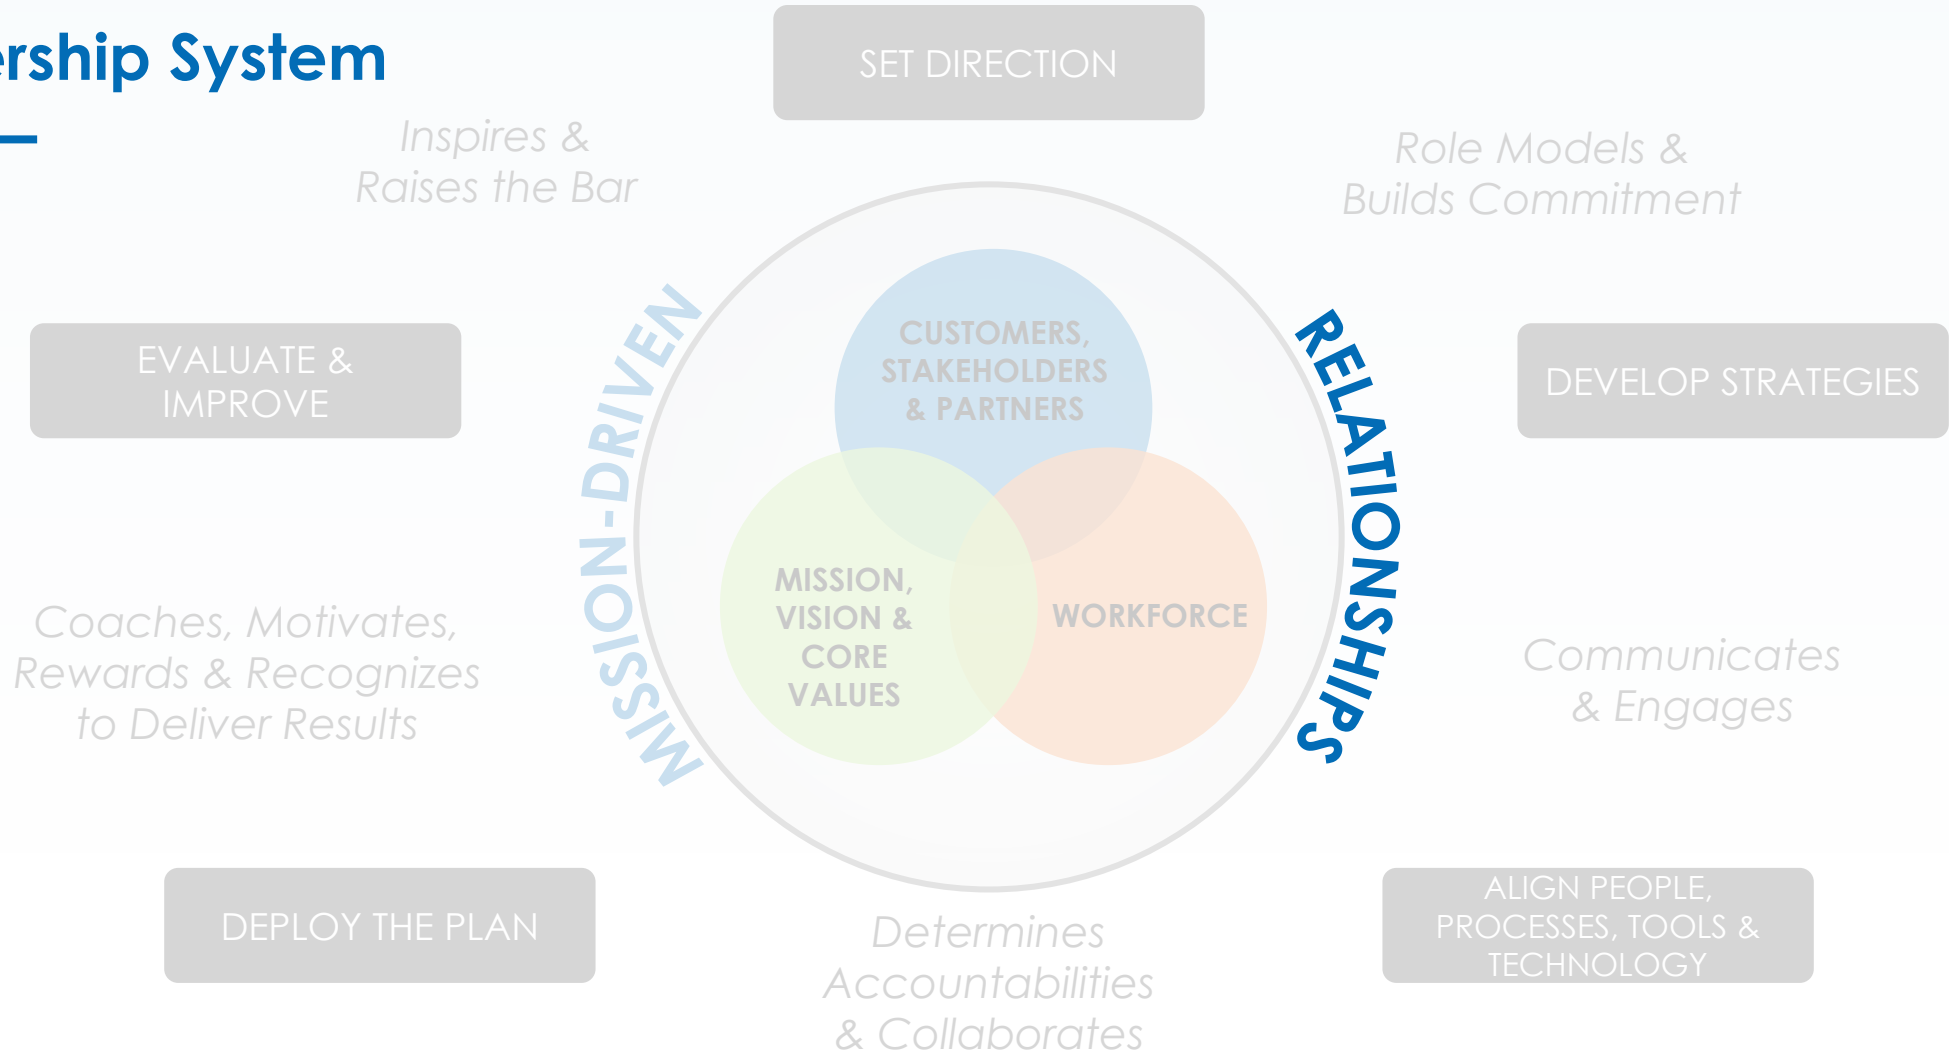 ership System
SET DIRECTION
Inspires &
Raises the Bar
Role Models &
Builds Commitment
EVALUATE &
IMPROVE
MISSION-DRIVEN
CUSTOMERS,
STAKEHOLDERS
& PARTNERS
RELATIONSHIPS
DEVELOP STRATEGIES
MISSION,
VISION &
CORE
VALUES
WORKFORCE
Coaches, Motivates,
Rewards & Recognizes
to Deliver Results
Communicates
& Engages
DEPLOY THE PLAN
Determines
Accountabilities
& Collaborates
ALIGN PEOPLE,
PROCESSES, TOOLS &
TECHNOLOGY